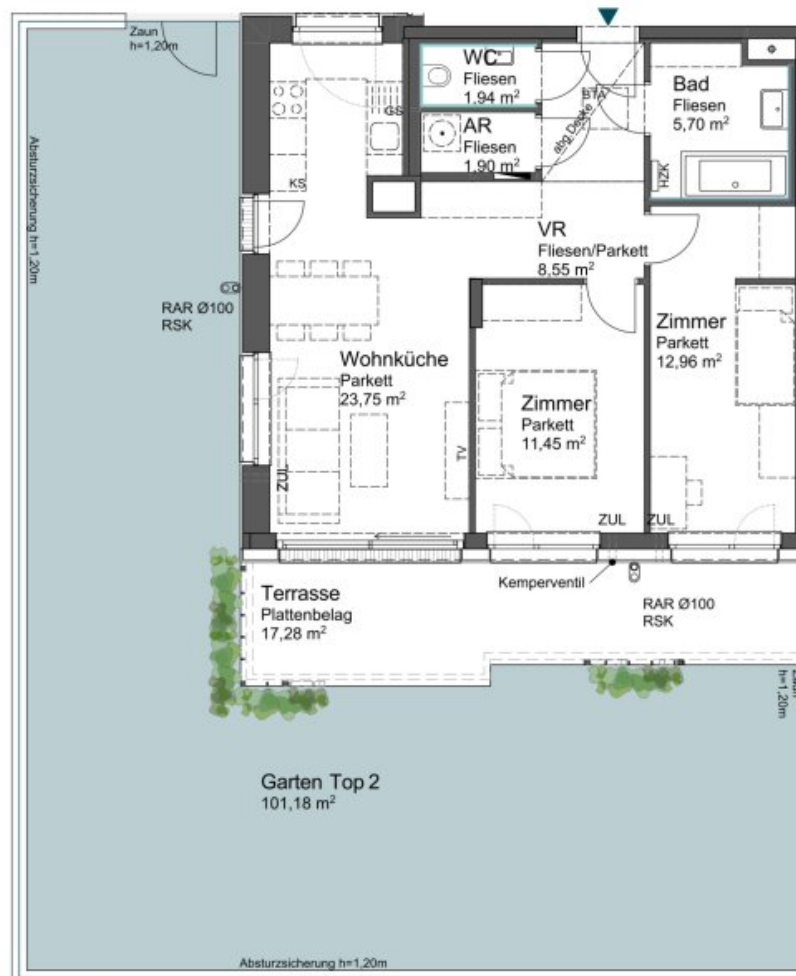 Zaun
h=1,20m
Absturzsicherung h=1,20m
WC
Fliesen
1.94 m²
GS
AR
Fliesen
1.90 m²
BTA
abg Decke
Bad
Fliesen
5,70 m²
HZK
KS
VR
Fliesen/Parkett
8,55 m²
RAR Ø100
RSK
Wohnküche
Parkett
23,75 m²
Zimmer
Parkett
12,96 m²
Zimmer
Parkett
11,45 m²
TV
ZUL
ZUL
ZUL
Kemperventil
Terrasse
Plattenbelag
17,28 m²
RAR Ø100
RSK
Zaun
h=1,20m
Garten Top 2
101,18 m²
Absturzsicherung h=1,20m